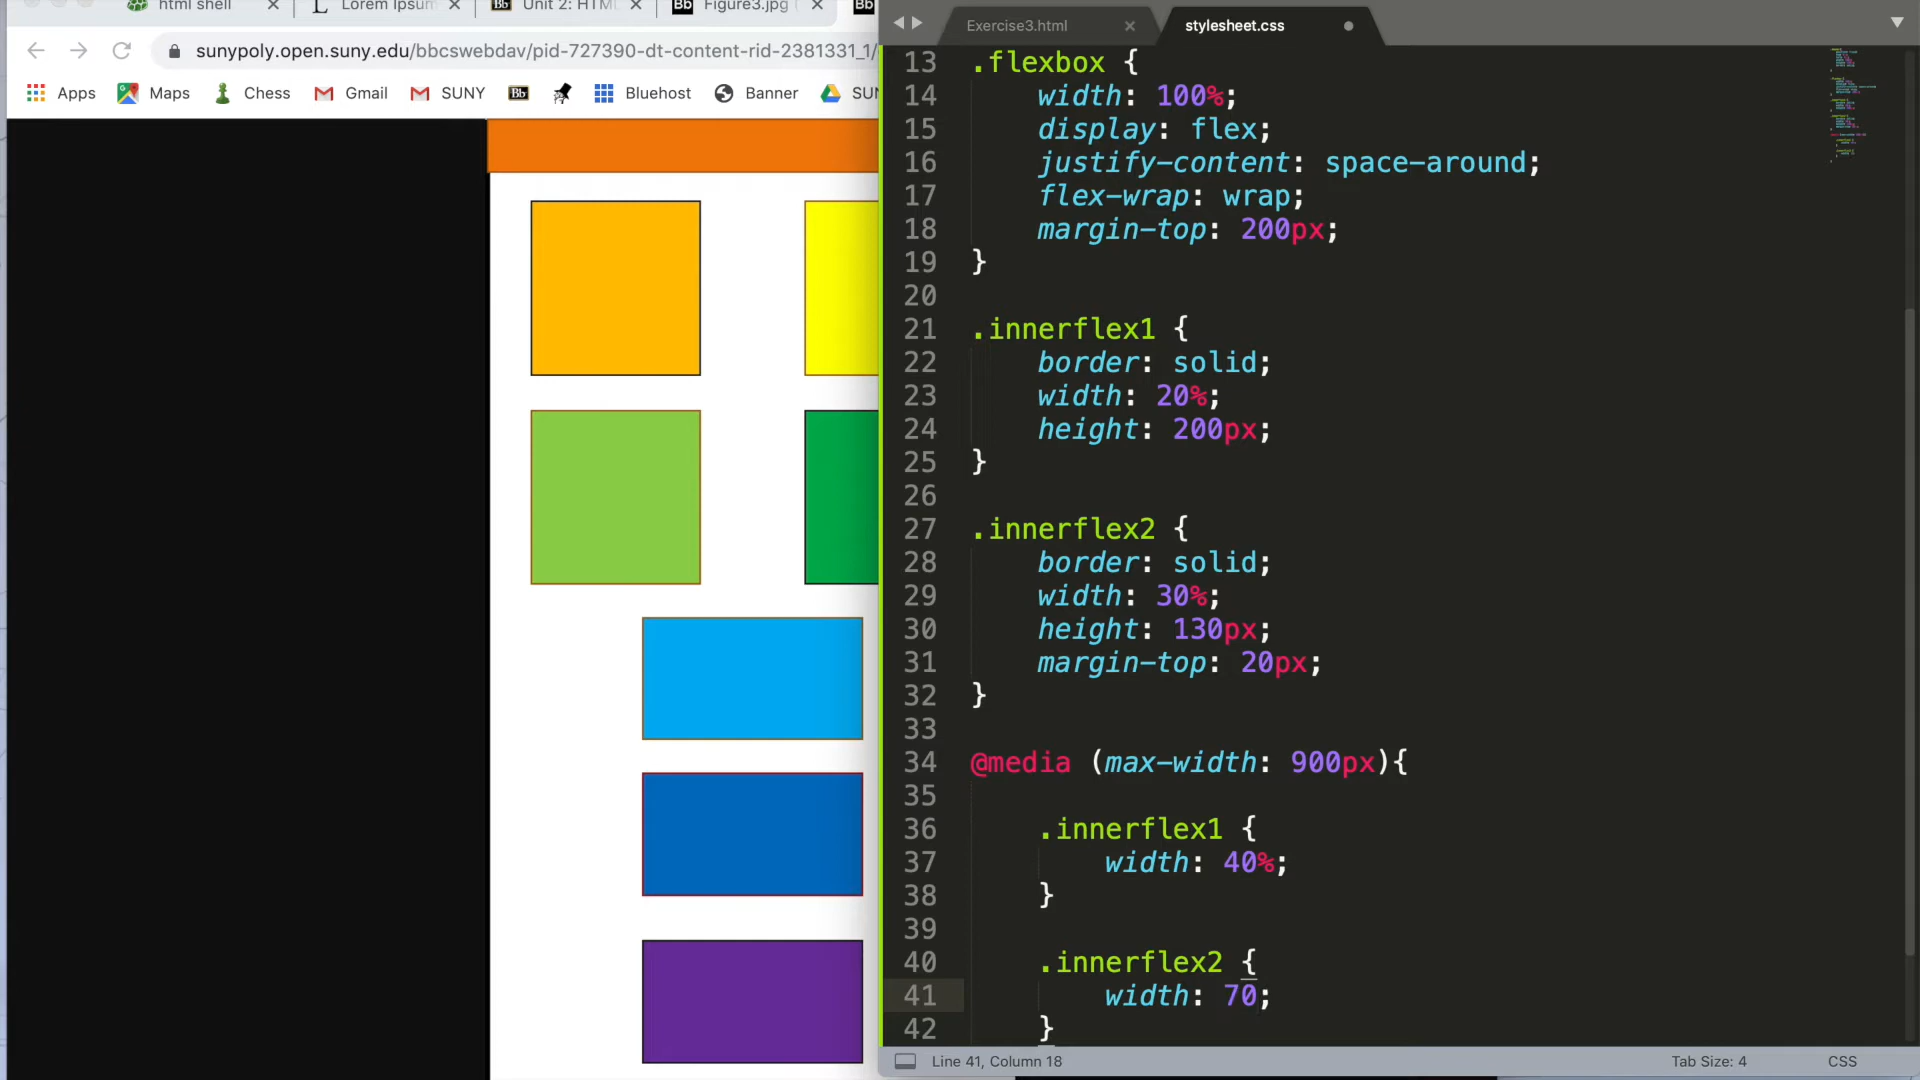 html shell
Lorem Ipsum
Bb Unit 2: HTML
Bb Figure3.jpg (
Bb
sunypoly.open.suny.edu/bbcswebdav/pid-727390-dt-content-rid-2381331_1/
Apps Maps Chess Gmail SUNY Bb Bluehost Banner SUN
Exercise3.html
stylesheet.css
13 .flexbox {
14 width: 100%;
15 display: flex;
16 justify-content: space-around;
17 flex-wrap: wrap;
18 margin-top: 200px;
19 }
20
21 .innerflex1 {
22 border: solid;
23 width: 20%;
24 height: 200px;
25 }
26
27 .innerflex2 {
28 border: solid;
29 width: 30%;
30 height: 130px;
31 margin-top: 20px;
32 }
33
34 @media (max-width: 900px){
35
36 .innerflex1 {
37 width: 40%;
38 }
39
40 .innerflex2 {
41 width: 70;
42 }
Line 41, Column 18
Tab Size: 4
CSS